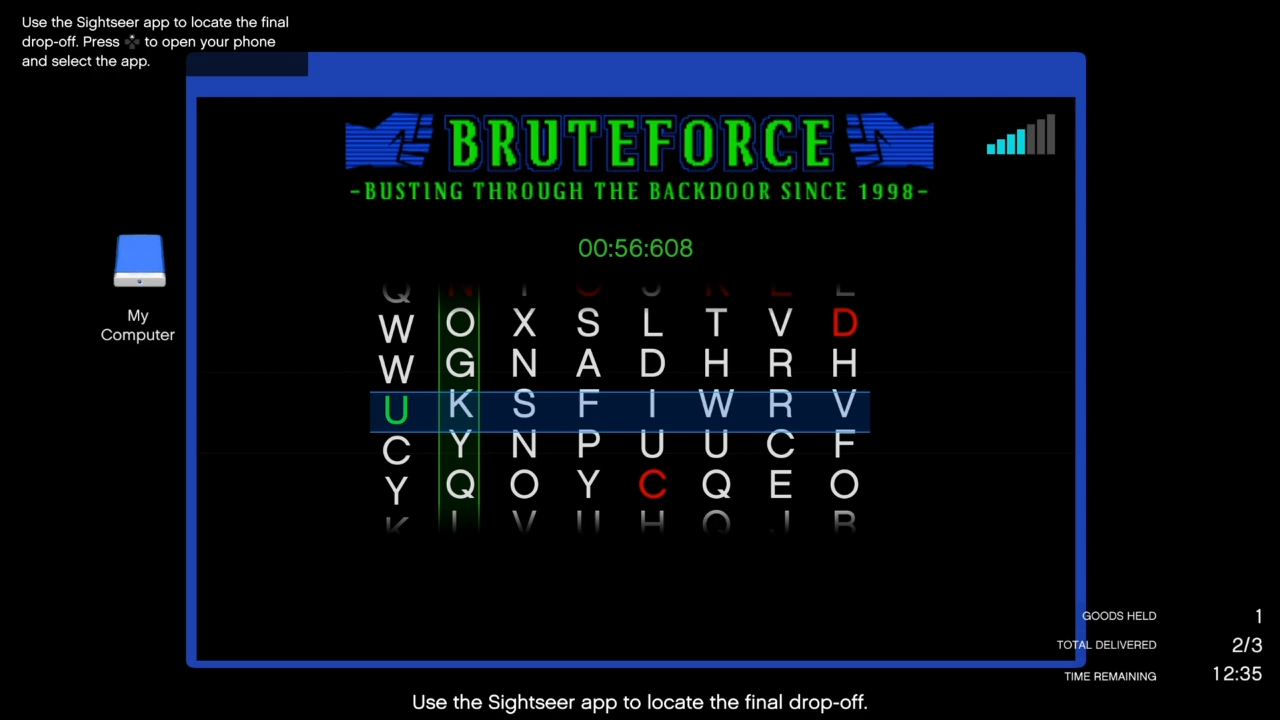 Use the Sightseer app to locate the final
drop-off. Press to open your phone
and select the app.
BRUTEFORCE
-BUSTING THROUGH THE BACKDOOR SINCE 1998-
00:56:608
My
Computer
W O X S L T V D
W G N A D H R H
U K S F I W R V
C Y N P U U C F
Y Q O Y C Q E O
GOODS HELD 1
TOTAL DELIVERED 2/3
TIME REMAINING 12:35
Use the Sightseer app to locate the final drop-off.